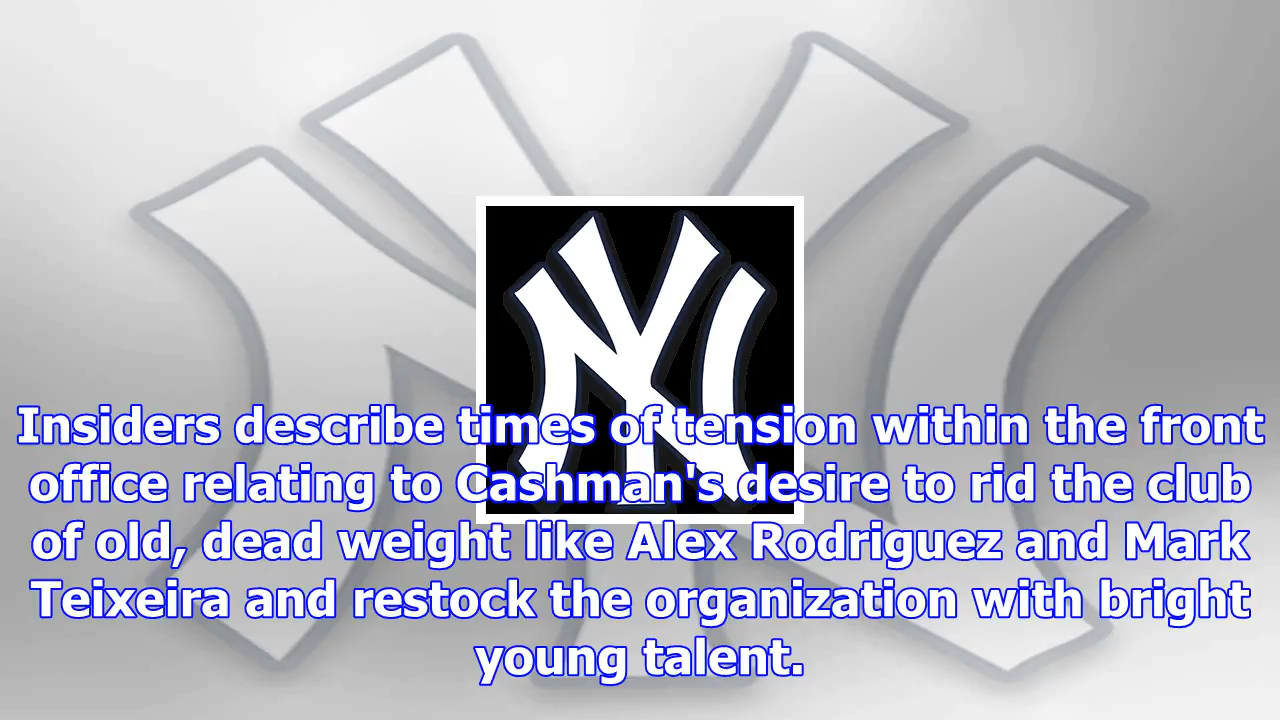 Insiders describe times of tension within the front
office relating to Cashman's desire to rid the club
of old, dead weight like Alex Rodriguez and Mark
Teixeira and restock the organization with bright
young talent.